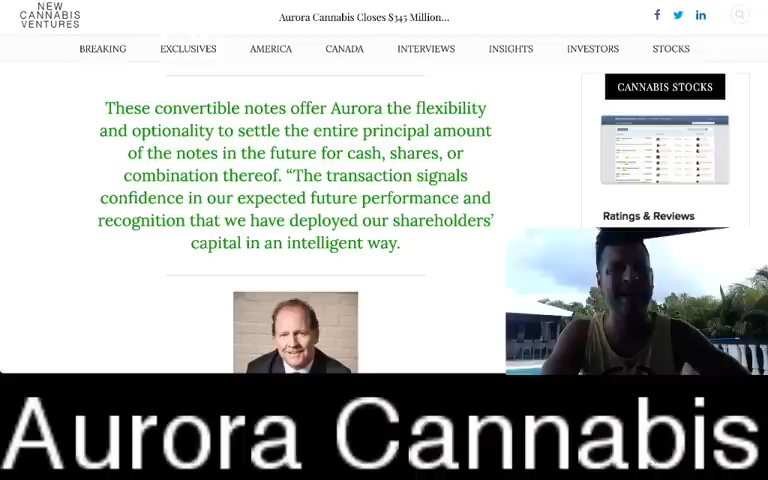 NEW
CANNABIS
VENTURES
Aurora Cannabis Closes $345 Million...
BREAKING EXCLUSIVES AMERICA CANADA INTERVIEWS INSIGHTS INVESTORS STOCKS
These convertible notes offer Aurora the flexibility
and optionality to settle the entire principal amount
of the notes in the future for cash, shares, or
combination thereof. “The transaction signals
confidence in our expected future performance and
recognition that we have deployed our shareholders’
capital in an intelligent way.
CANNABIS STOCKS
Ratings & Reviews
Aurora Cannabis